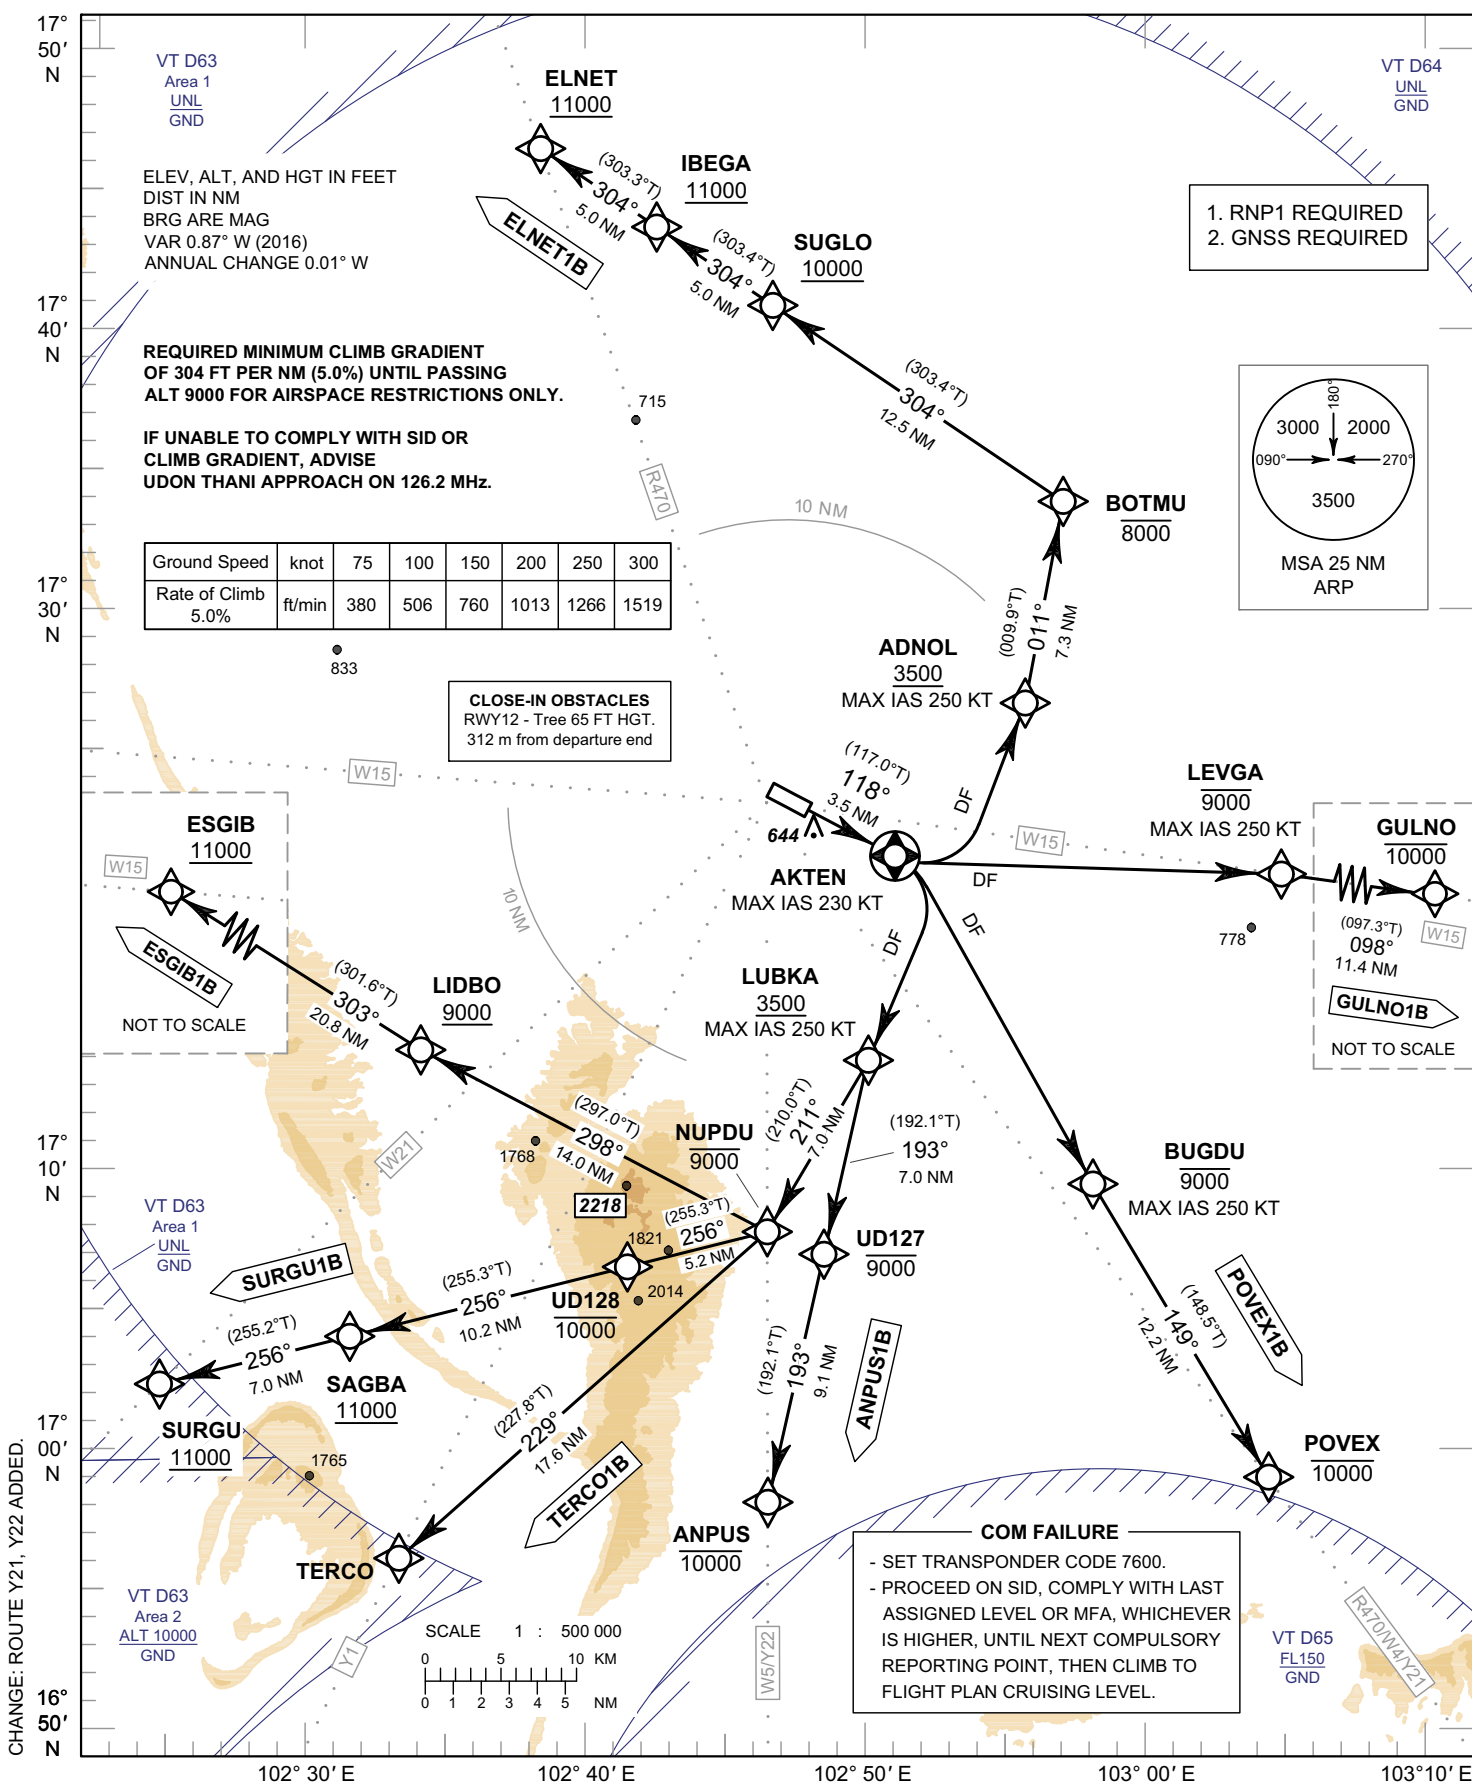 17°
50′
N
VT D63
Area 1
UNL
GND
ELNET
11000
VT D64
UNL
GND
(303.3°T)
304°
5.0 NM
IBEGA
11000
ELEV, ALT, AND HGT IN FEET
DIST IN NM
BRG ARE MAG
VAR 0.87° W (2016)
ANNUAL CHANGE 0.01° W
ELNET1B
(303.4°T)
304°
5.0 NM
SUGLO
10000
1. RNP1 REQUIRED
2. GNSS REQUIRED
17°
40′
N
REQUIRED MINIMUM CLIMB GRADIENT
OF 304 FT PER NM (5.0%) UNTIL PASSING
ALT 9000 FOR AIRSPACE RESTRICTIONS ONLY.
IF UNABLE TO COMPLY WITH SID OR
CLIMB GRADIENT, ADVISE
UDON THANI APPROACH ON 126.2 MHz.
715
R470
(303.4°T)
304°
12.5 NM
180°
3000
2000
090°
270°
3500
MSA 25 NM
ARP
10 NM
BOTMU
8000
Ground Speed knot 75 100 150 200 250 300
Rate of Climb
5.0%
ft/min 380 506 760 1013 1266 1519
17°
30′
N
833
(009.9°T)
011°
7.3 NM
ADNOL
3500
MAX IAS 250 KT
CLOSE-IN OBSTACLES
RWY12 - Tree 65 FT HGT.
312 m from departure end
W15
(117.0°T)
118°
3.5 NM
644
DF
W15
LEVGA
9000
MAX IAS 250 KT
GULNO
10000
ESGIB
11000
W15
AKTEN
MAX IAS 230 KT
DF
DF
DF
10 NM
778
(097.3°T)
098°
11.4 NM
W15
GULNO1B
NOT TO SCALE
ESGIB1B
NOT TO SCALE
(301.6°T)
303°
20.8 NM
LIDBO
9000
LUBKA
3500
MAX IAS 250 KT
17°
10′
N
W21
1768
(297.0°T)
298°
14.0 NM
NUPDU
9000
(210.0°T)
211°
7.0 NM
(192.1°T)
193°
7.0 NM
BUGDU
9000
MAX IAS 250 KT
VT D63
Area 1
UNL
GND
2218
(255.3°T)
256°
5.2 NM
1821
UD127
9000
SURGU1B
(255.3°T)
256°
10.2 NM
UD128
10000
2014
POVEX1B
(148.5°T)
149°
12.2 NM
(255.2°T)
256°
7.0 NM
SAGBA
11000
(192.1°T)
193°
9.1 NM
ANPUS1B
17°
00′
N
SURGU
11000
1765
(227.8°T)
229°
17.6 NM
TERCO1B
POVEX
10000
ANPUS
10000
TERCO
COM FAILURE
- SET TRANSPONDER CODE 7600.
- PROCEED ON SID, COMPLY WITH LAST
ASSIGNED LEVEL OR MFA, WHICHEVER
IS HIGHER, UNTIL NEXT COMPULSORY
REPORTING POINT, THEN CLIMB TO
FLIGHT PLAN CRUISING LEVEL.
VT D63
Area 2
ALT 10000
GND
Y1
SCALE 1 : 500 000
0 5 10 KM
0 1 2 3 4 5 NM
W5/Y22
VT D65
FL150
GND
R470/W4/Y21
16°
50′
N
CHANGE: ROUTE Y21, Y22 ADDED.
102° 30′ E
102° 40′ E
102° 50′ E
103° 00′ E
103° 10′ E